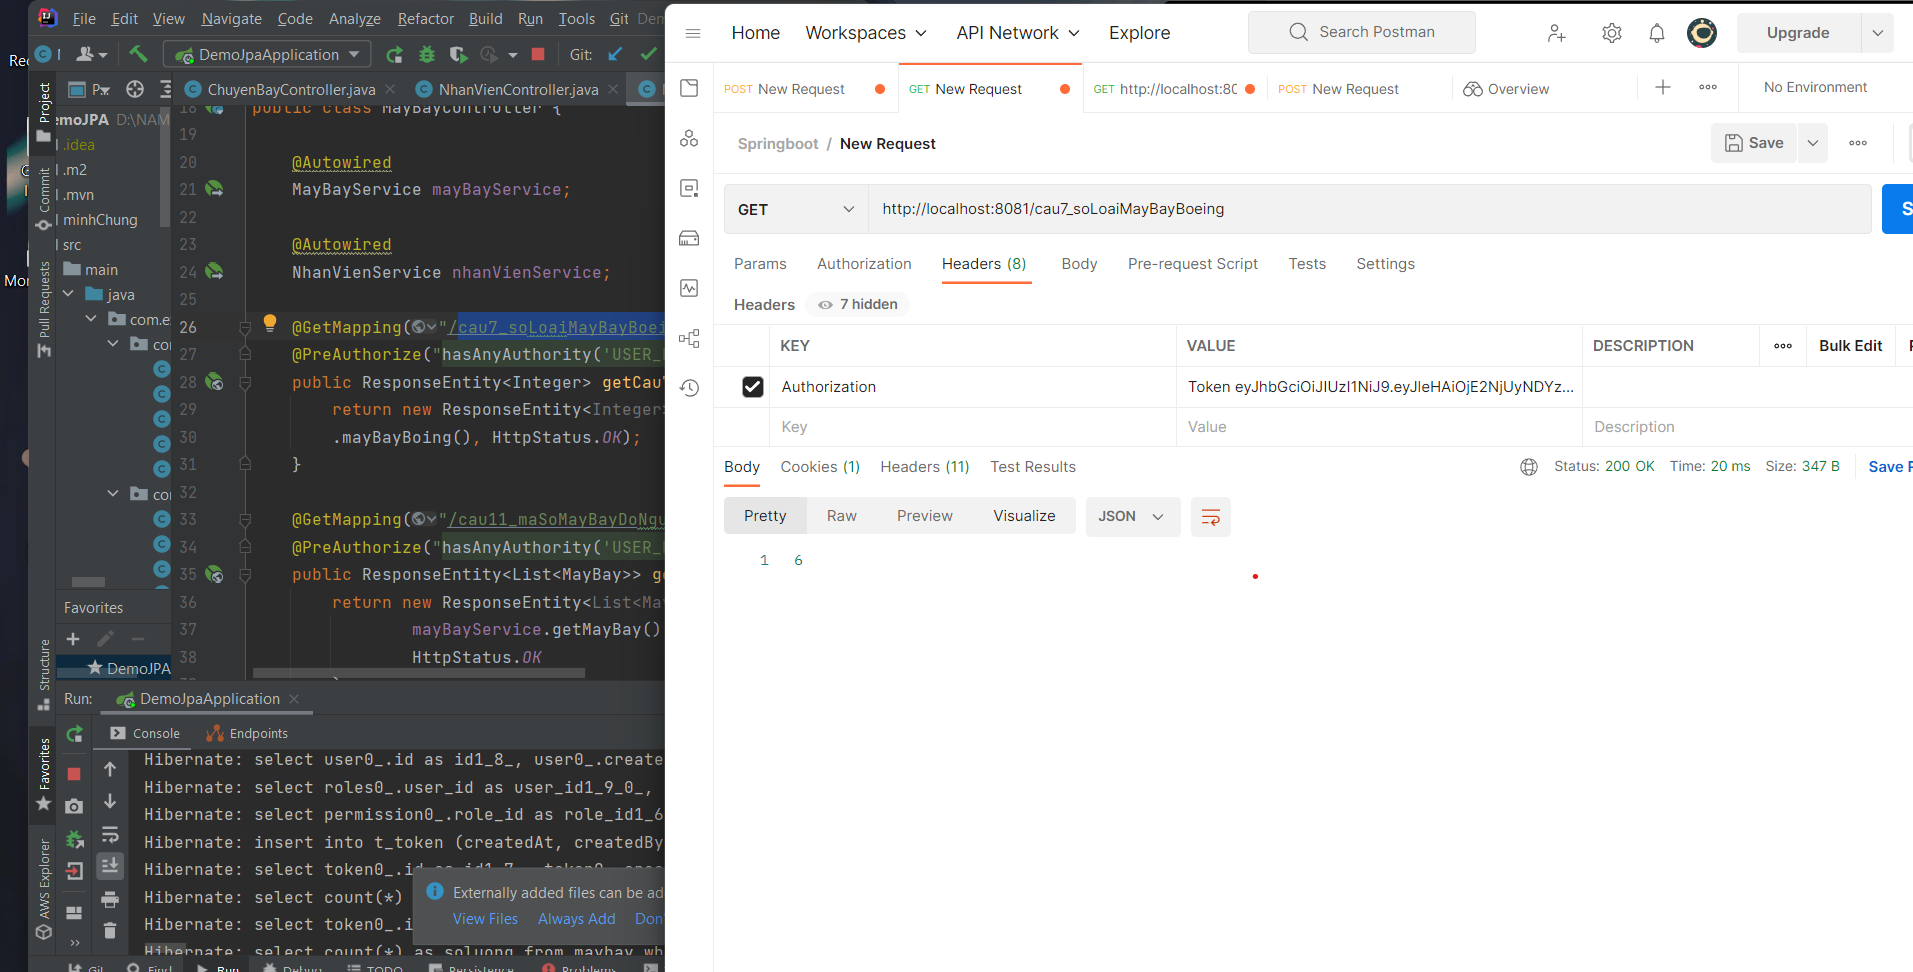 File Edit View Navigate Code Analyze Refactor Build Run Tools Git
DemoJpaApplication
Git:
Project
ChuyenBayController.java
NhanVienController.java
DemoJPA D:\NAM
.idea
.m2
.mvn
minhChung
src
main
java
Commit
Pull Requests
18 public class MayBayController {
19
20 @Autowired
21 MayBayService mayBayService;
22
23 @Autowired
24 NhanVienService nhanVienService;
25
26 @GetMapping("/cau7_soLoaiMayBayBoei
27 @PreAuthorize("hasAnyAuthority('USER_
28 public ResponseEntity<Integer> getCau
29 return new ResponseEntity<Integer>
30 .mayBayBoing(), HttpStatus.OK);
31 }
32
33 @GetMapping("/cau11_maSoMayBayDoNgu
34 @PreAuthorize("hasAnyAuthority('USER_
35 public ResponseEntity<List<MayBay>> ge
36 return new ResponseEntity<List<Ma
37 mayBayService.getMayBay()
38 HttpStatus.OK
Favorites
DemoJPA
Structure
Favorites
AWS Explorer
Run: DemoJpaApplication
Console Endpoints
Hibernate: select user0_.id as id1_8_, user0_.create
Hibernate: select roles0_.user_id as user_id1_9_0_,
Hibernate: select permission0_.role_id as role_id1_6
Hibernate: insert into t_token (createdAt, createdBy
Hibernate: select token0_.id as id1_7_
Hibernate: select count(*)
Hibernate: select token0_.i
Hibernate: select count(*) as soluong from maybay wh
Externally added files can be ad
View Files Always Add Don'
Git Find Run Debug TODO Persistence Problems
Home Workspaces API Network Explore
Search Postman
Upgrade
POST New Request
GET New Request
GET http://localhost:80
POST New Request
Overview
No Environment
Springboot / New Request
Save
GET http://localhost:8081/cau7_soLoaiMayBayBoeing
Params Authorization Headers (8) Body Pre-request Script Tests Settings
Headers 7 hidden
KEY VALUE DESCRIPTION Bulk Edit
Authorization Token eyJhbGciOiJIUzI1NiJ9.eyJleHAiOjE2NjUyNDYz...
Key Value Description
Body Cookies (1) Headers (11) Test Results
Status: 200 OK Time: 20 ms Size: 347 B Save
Pretty Raw Preview Visualize JSON
1 6